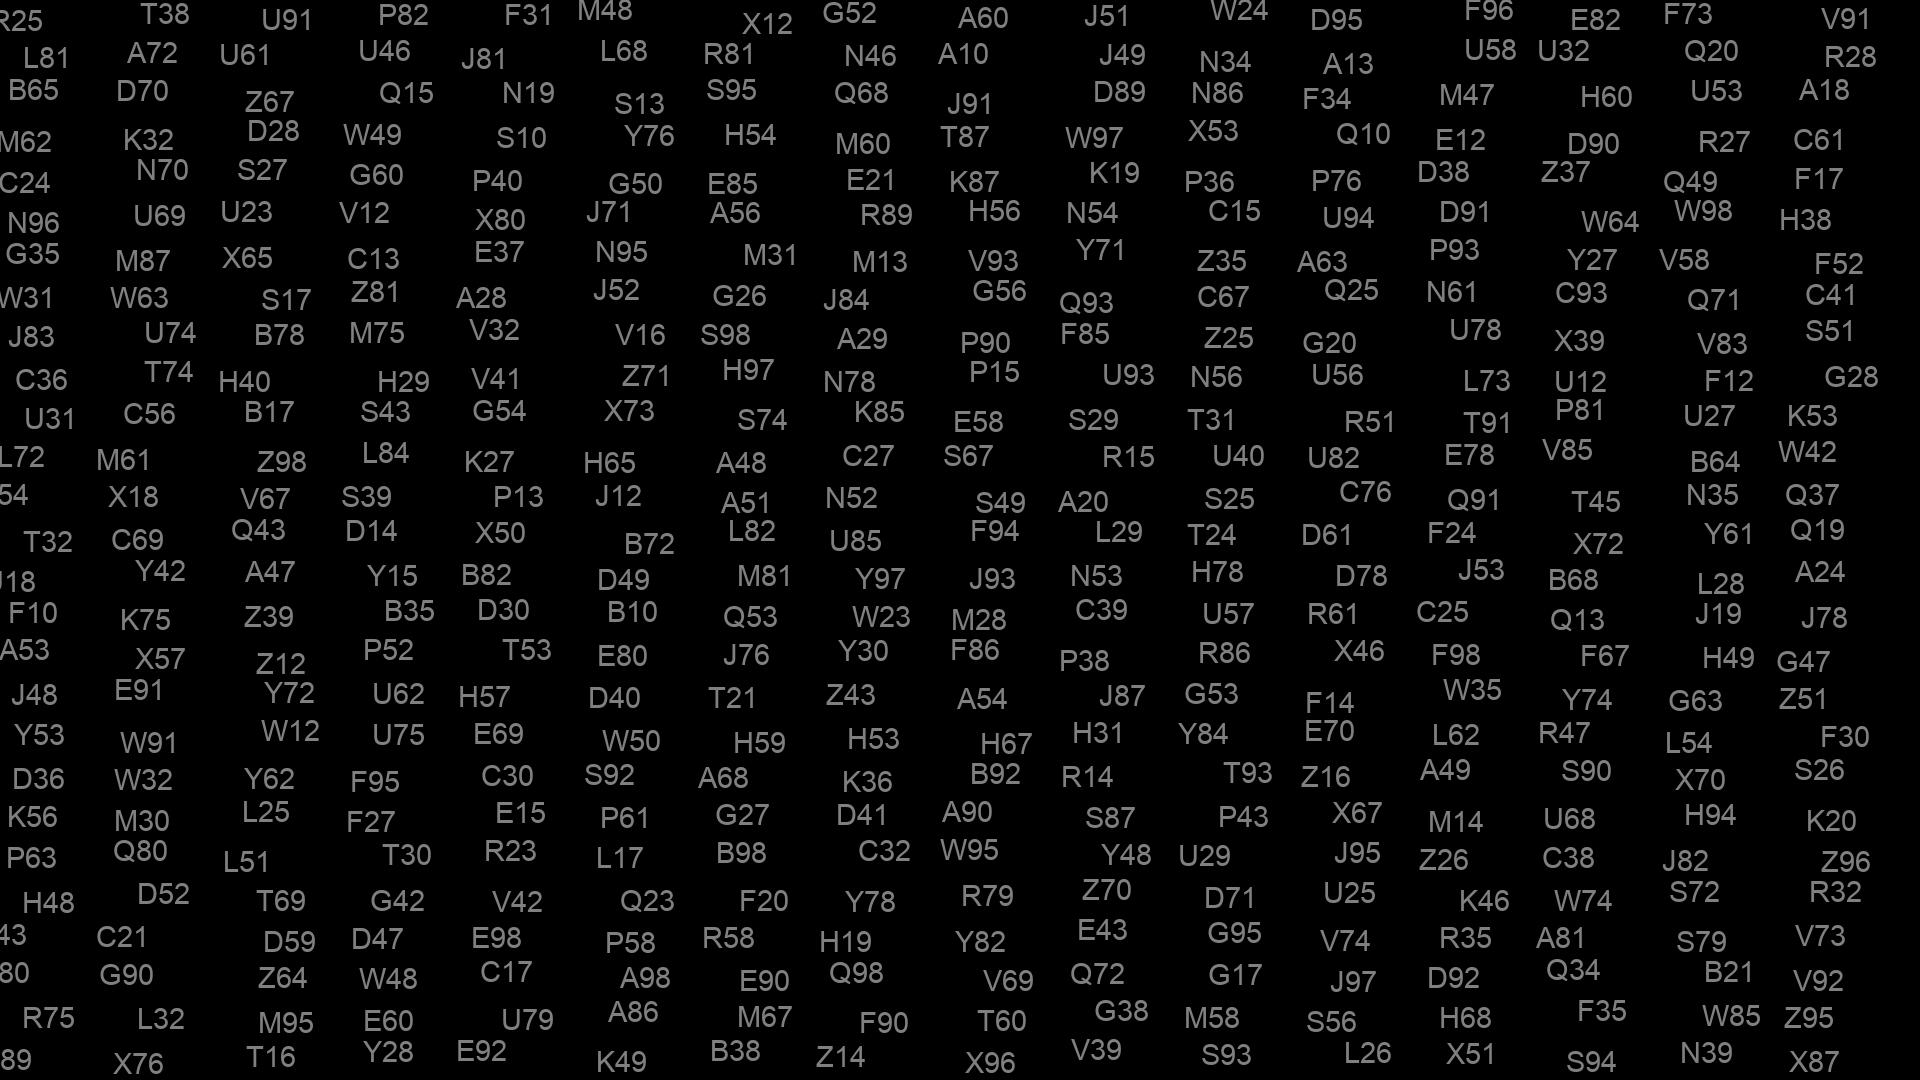 R25 T38 U91 P82 F31 M48 X12 G52 A60 J51 W24 D95 F96 E82 F73 V91
L81 A72 U61 U46 J81 L68 R81 N46 A10 J49 N34 A13 U58 U32 Q20 R28
B65 D70 Z67 Q15 N19 S13 S95 Q68 J91 D89 N86 F34 M47 H60 U53 A18
M62 K32 D28 W49 S10 Y76 H54 M60 T87 W97 X53 Q10 E12 D90 R27 C61
C24 N70 S27 G60 P40 G50 E85 E21 K87 K19 P36 P76 D38 Z37 Q49 F17
N96 U69 U23 V12 X80 J71 A56 R89 H56 N54 C15 U94 D91 W64 W98 H38
G35 M87 X65 C13 E37 N95 M31 M13 V93 Y71 Z35 A63 P93 Y27 V58 F52
W31 W63 S17 Z81 A28 J52 G26 J84 G56 Q93 C67 Q25 N61 C93 Q71 C41
J83 U74 B78 M75 V32 V16 S98 A29 P90 F85 Z25 G20 U78 X39 V83 S51
C36 T74 H40 H29 V41 Z71 H97 N78 P15 U93 N56 U56 L73 U12 F12 G28
U31 C56 B17 S43 G54 X73 S74 K85 E58 S29 T31 R51 T91 P81 U27 K53
L72 M61 Z98 L84 K27 H65 A48 C27 S67 R15 U40 U82 E78 V85 B64 W42
54 X18 V67 S39 P13 J12 A51 N52 S49 A20 S25 C76 Q91 T45 N35 Q37
T32 C69 Q43 D14 X50 B72 L82 U85 F94 L29 T24 D61 F24 X72 Y61 Q19
18 Y42 A47 Y15 B82 D49 M81 Y97 J93 N53 H78 D78 J53 B68 L28 A24
F10 K75 Z39 B35 D30 B10 Q53 W23 M28 C39 U57 R61 C25 Q13 J19 J78
A53 X57 Z12 P52 T53 E80 J76 Y30 F86 P38 R86 X46 F98 F67 H49 G47
J48 E91 Y72 U62 H57 D40 T21 Z43 A54 J87 G53 F14 W35 Y74 G63 Z51
Y53 W91 W12 U75 E69 W50 H59 H53 H67 H31 Y84 E70 L62 R47 L54 F30
D36 W32 Y62 F95 C30 S92 A68 K36 B92 R14 T93 Z16 A49 S90 X70 S26
K56 M30 L25 F27 E15 P61 G27 D41 A90 S87 P43 X67 M14 U68 H94 K20
P63 Q80 L51 T30 R23 L17 B98 C32 W95 Y48 U29 J95 Z26 C38 J82 Z96
H48 D52 T69 G42 V42 Q23 F20 Y78 R79 Z70 D71 U25 K46 W74 S72 R32
43 C21 D59 D47 E98 P58 R58 H19 Y82 E43 G95 V74 R35 A81 S79 V73
80 G90 Z64 W48 C17 A98 E90 Q98 V69 Q72 G17 J97 D92 Q34 B21 V92
R75 L32 M95 E60 U79 A86 M67 F90 T60 G38 M58 S56 H68 F35 W85 Z95
89 X76 T16 Y28 E92 K49 B38 Z14 X96 V39 S93 L26 X51 S94 N39 X87